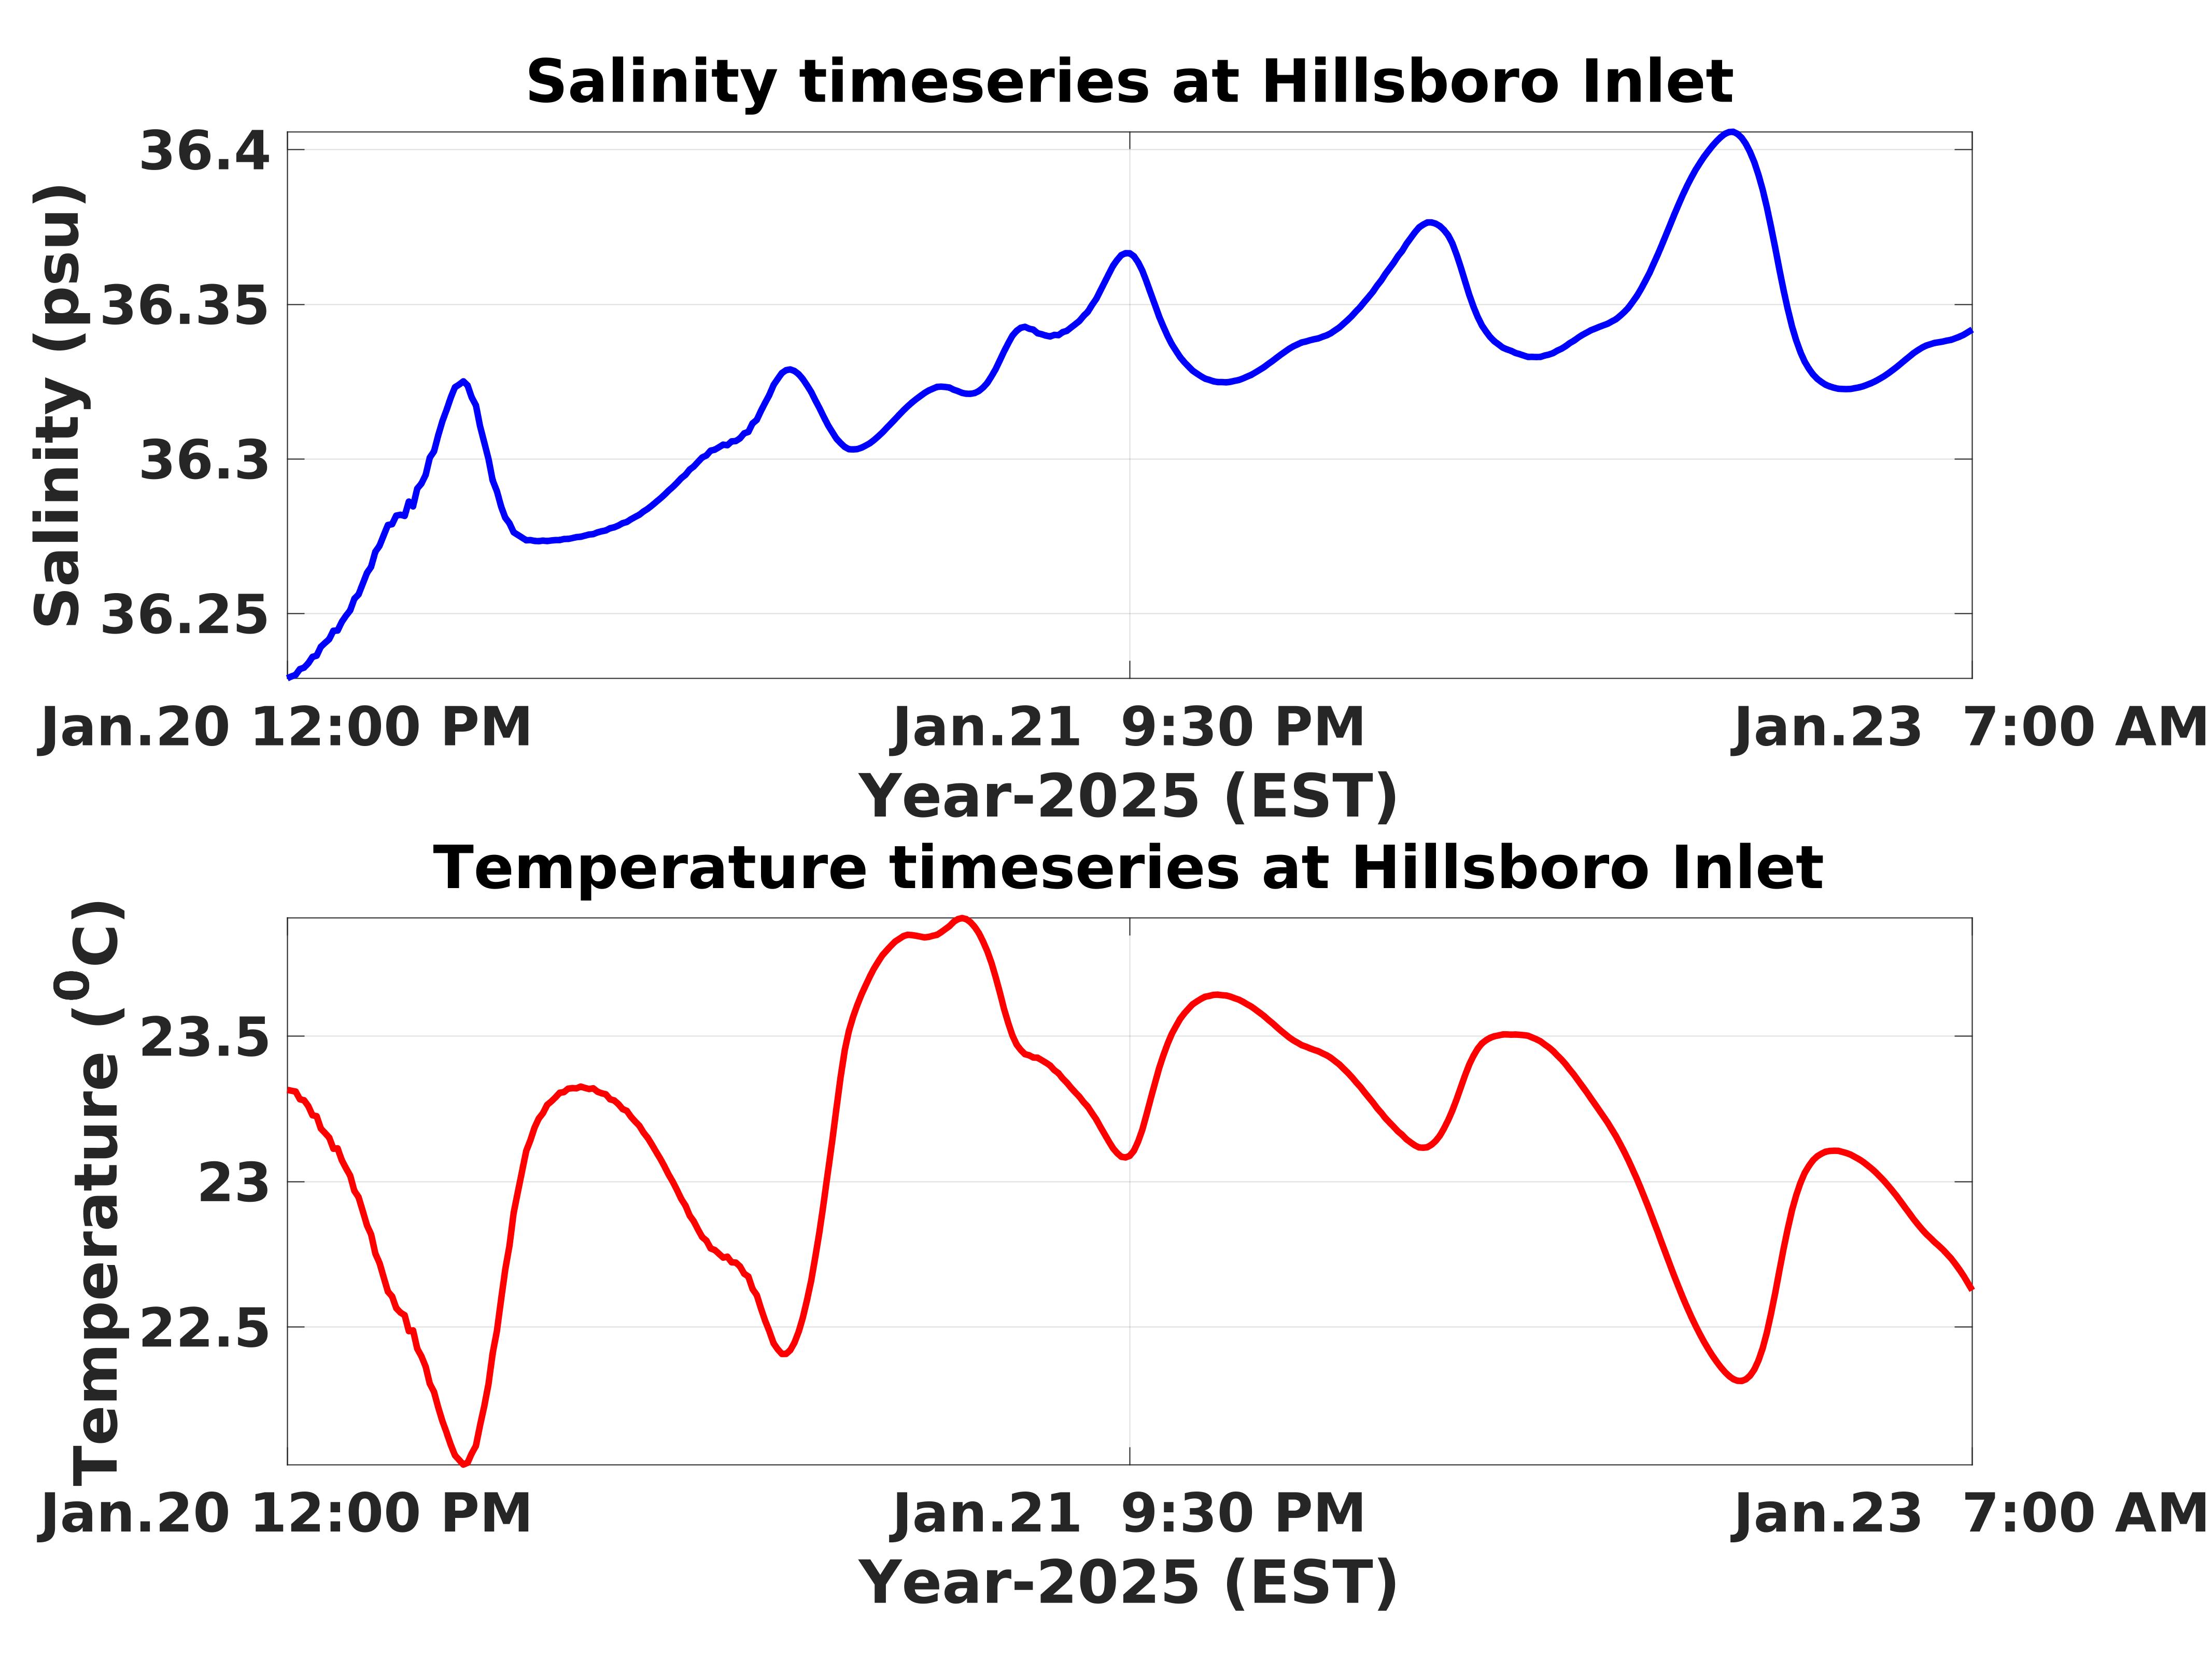 Salinity timeseries at Hillsboro Inlet
Salinity (psu)
36.4
36.35
36.3
36.25
Jan.20 12:00 PM Jan.21 9:30 PM Jan.23 7:00 AM
Year-2025 (EST)
Temperature timeseries at Hillsboro Inlet
Temperature (⁰C)
23.5
23
22.5
Jan.20 12:00 PM Jan.21 9:30 PM Jan.23 7:00 AM
Year-2025 (EST)